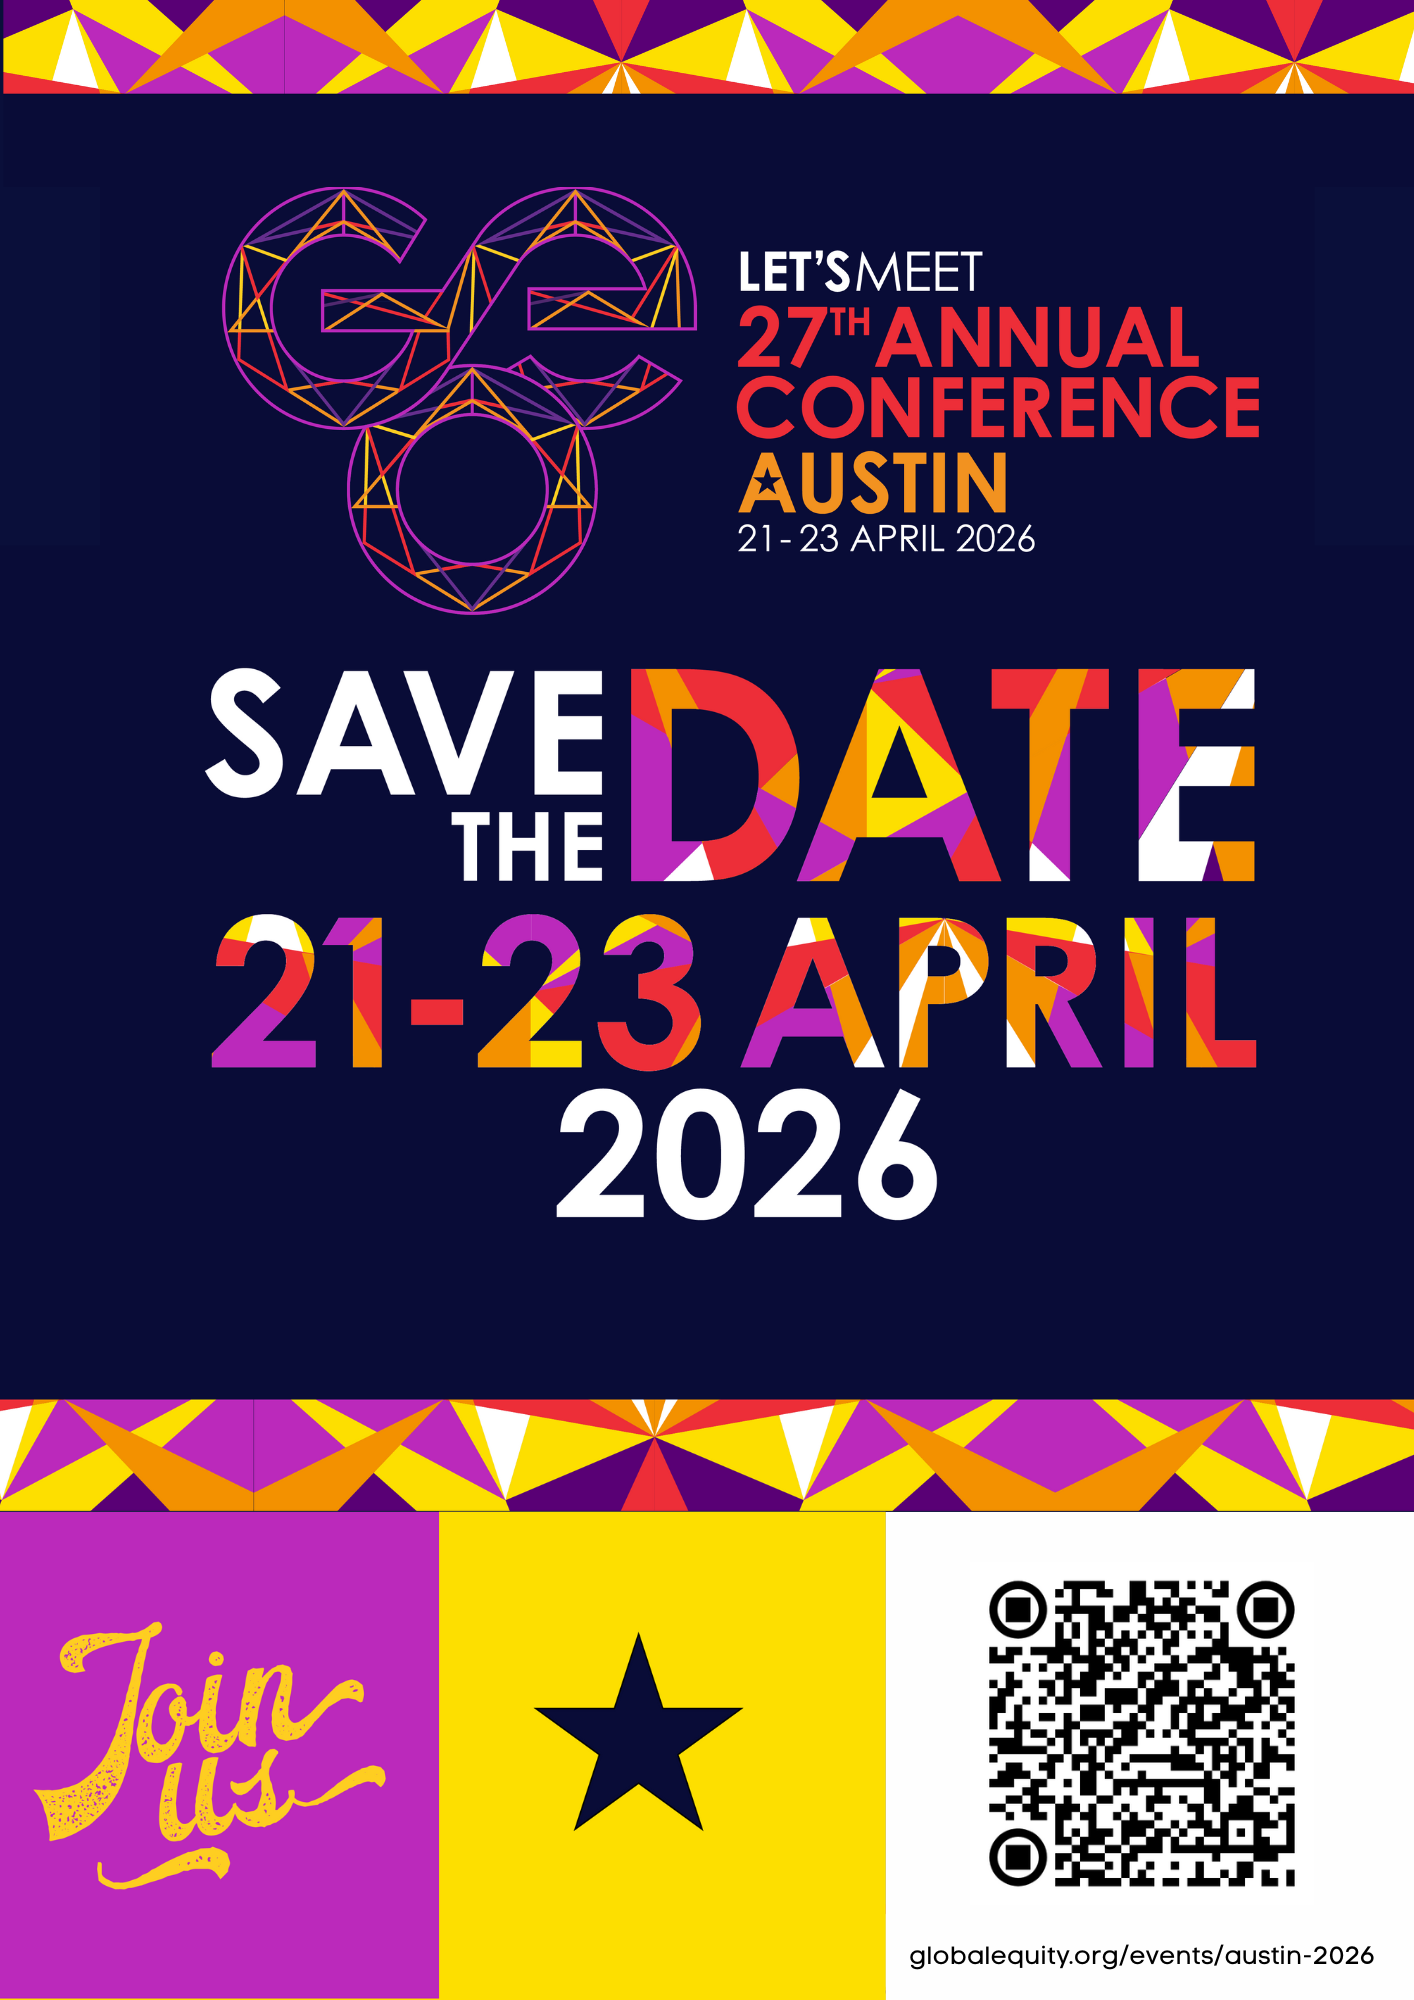 GEO
LET'S MEET
27TH ANNUAL
CONFERENCE
AUSTIN
21-23 APRIL 2026
SAVE
THE
DATE
21-23 APRIL
2026
Join
us
globalequity.org/events/austin-2026